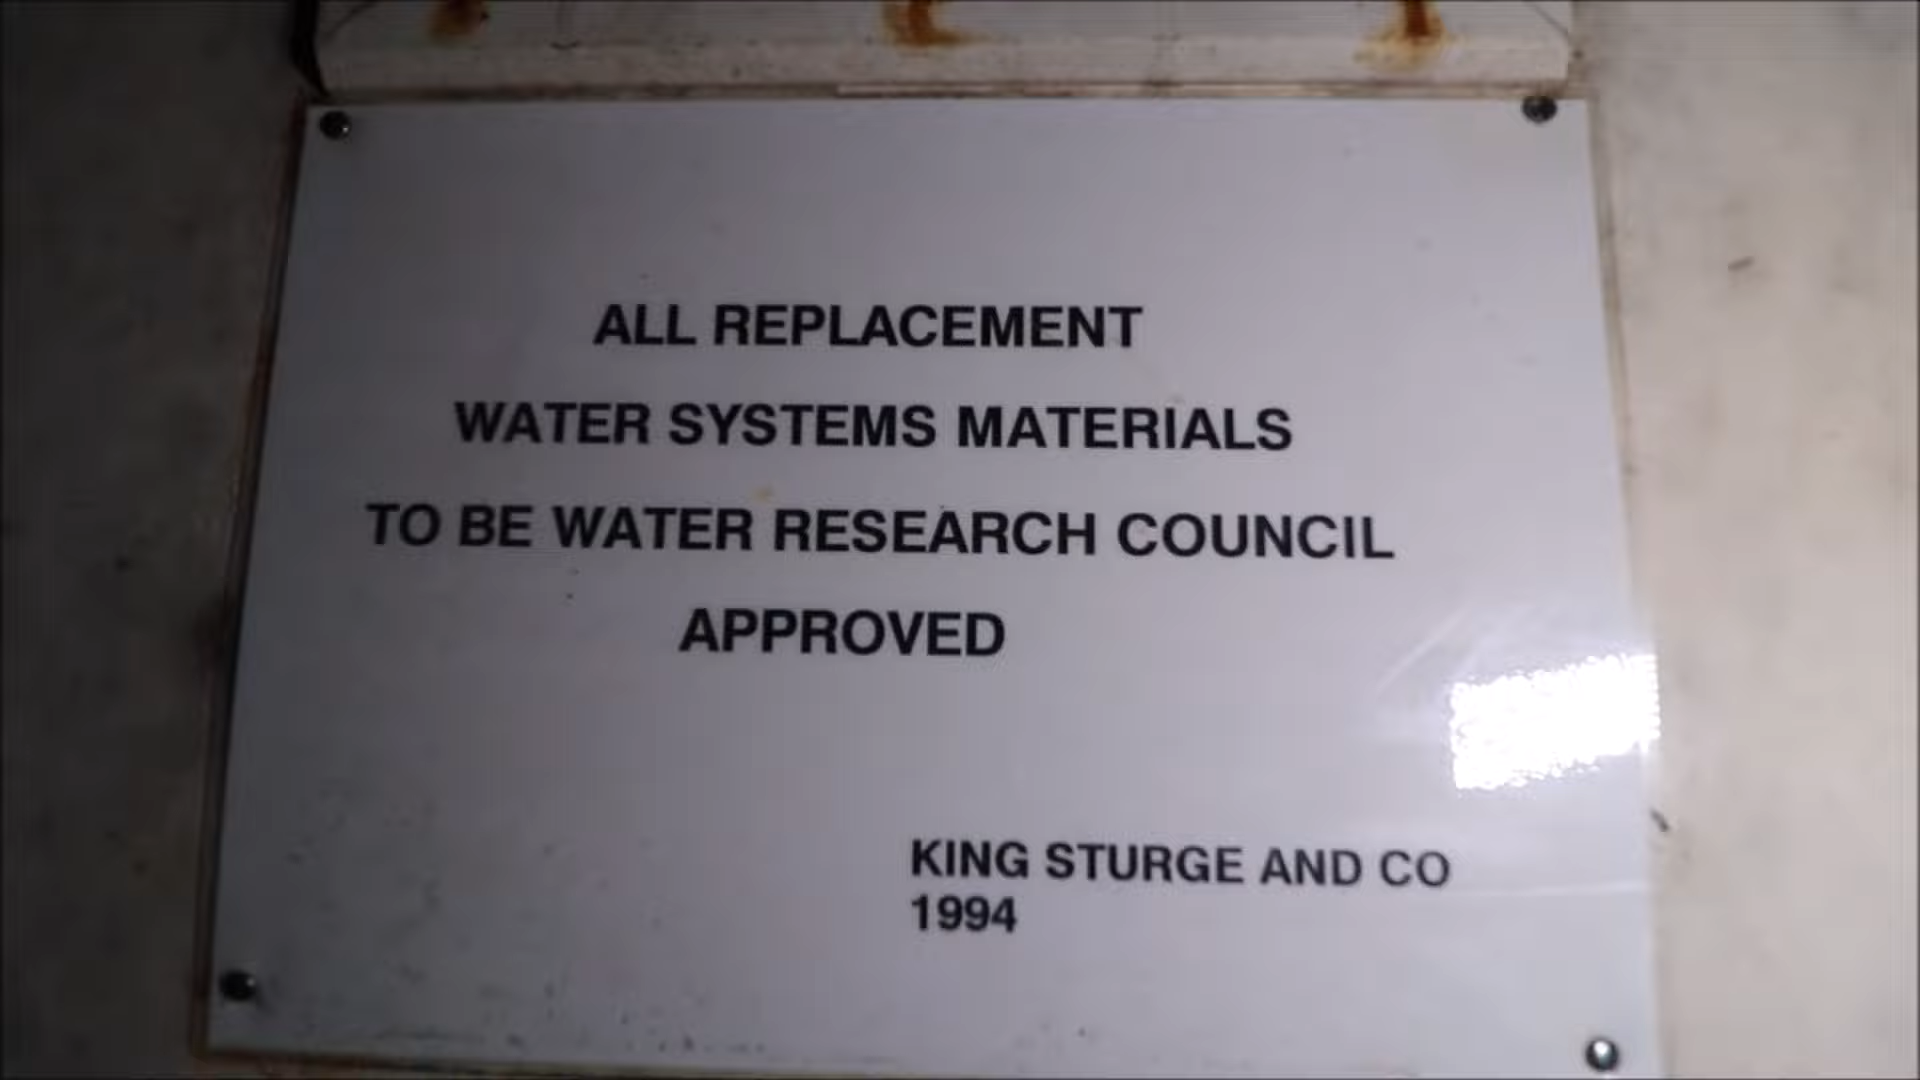 ALL REPLACEMENT
WATER SYSTEMS MATERIALS
TO BE WATER RESEARCH COUNCIL
APPROVED
KING STURGE AND CO
1994